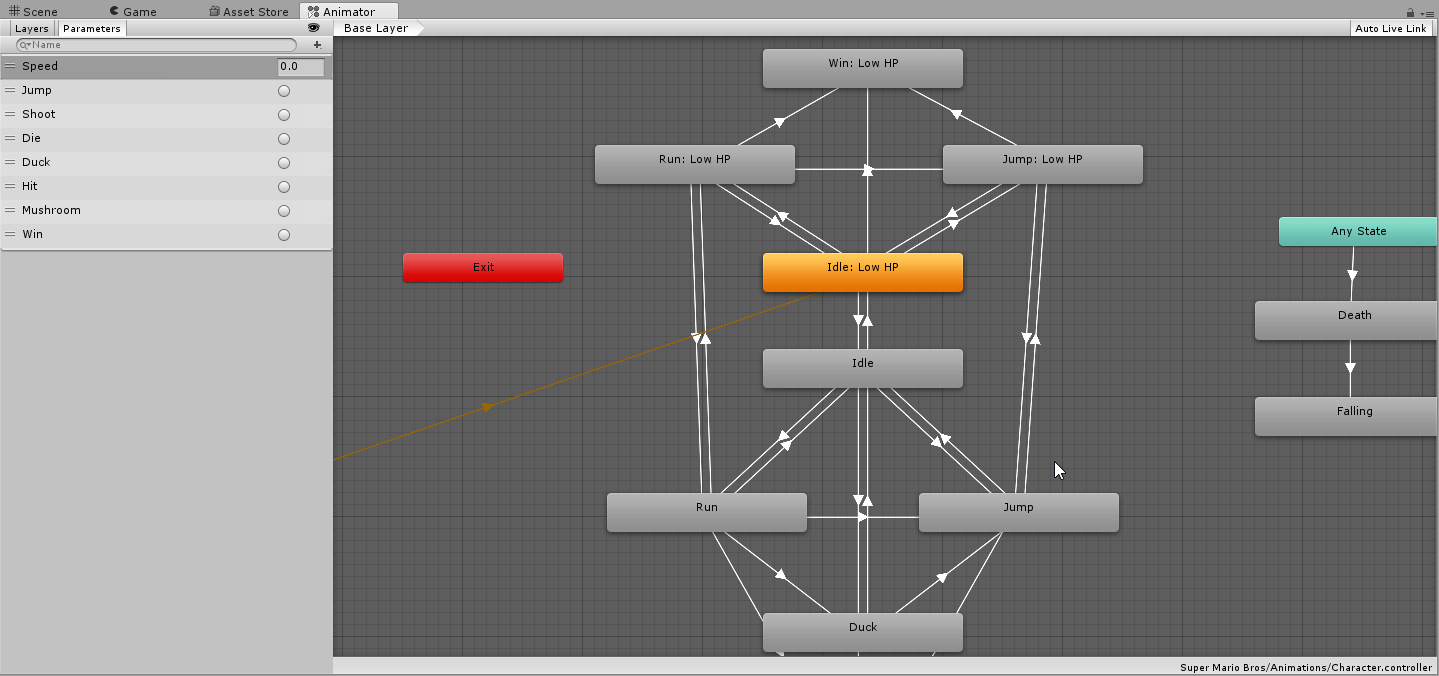 Scene Game Asset Store Animator
Layers Parameters Base Layer Auto Live Link
Name
Speed 0.0
Jump
Shoot
Die
Duck
Hit
Mushroom
Win
Win: Low HP
Run: Low HP Jump: Low HP
Any State
Exit Idle: Low HP
Death
Idle
Falling
Run Jump
Duck
Super Mario Bros/Animations/Character.controller